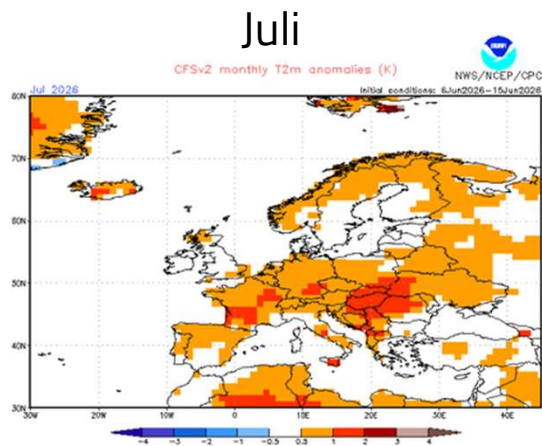 Juli
CFSv2 monthly T2m anomalies (K)
NWS/NCEP/CPC
Jul 2026
Initial conditions: 6Jun2026–15Jun2026
80N
70N
60N
50N
40N
30N
30W 20W 10W 0 10E 20E 30E 40E
-4 -3 -2 -1 -0.5 0.5 1 2 3 4